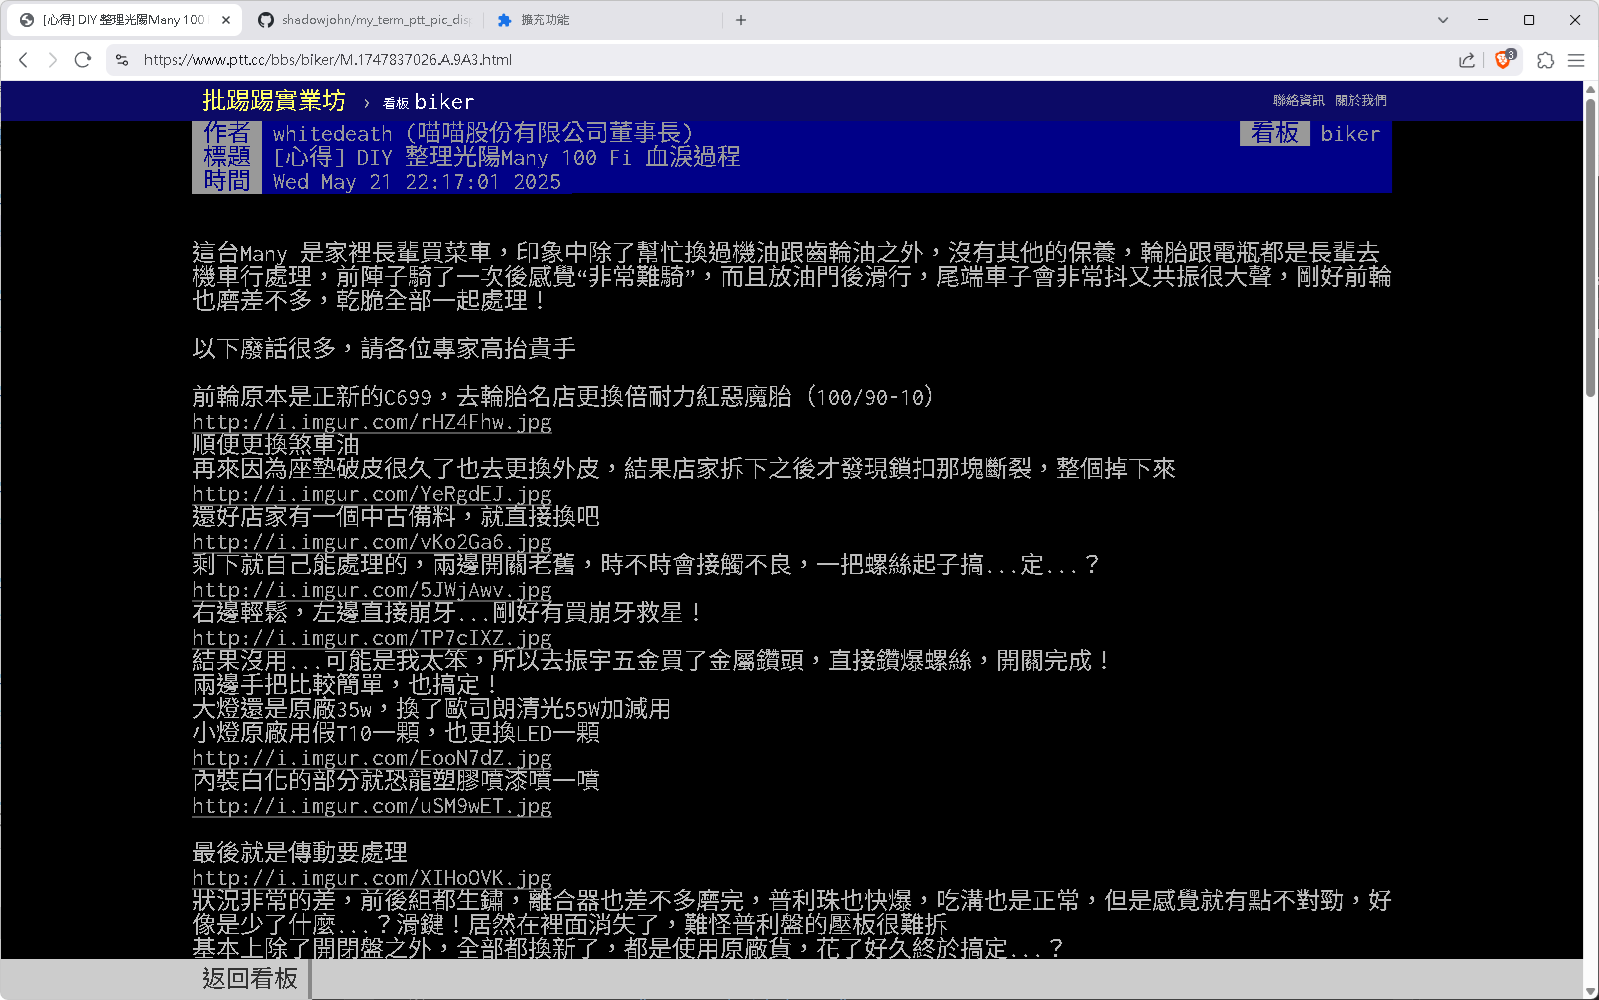 [心得] DIY 整理光陽Many 100
shadowjohn/my_term_ptt_pic_dis
擴充功能
https://www.ptt.cc/bbs/biker/M.1747837026.A.9A3.html
3
批踢踢實業坊 › 看板 biker
聯絡資訊 關於我們
作者 whitedeath (喵喵股份有限公司董事長)
看板 biker
標題 [心得] DIY 整理光陽Many 100 Fi 血淚過程
時間 Wed May 21 22:17:01 2025
這台Many 是家裡長輩買菜車，印象中除了幫忙換過機油跟齒輪油之外，沒有其他的保養，輪胎跟電瓶都是長輩去
機車行處理，前陣子騎了一次後感覺“非常難騎”，而且放油門後滑行，尾端車子會非常抖又共振很大聲，剛好前輪
也磨差不多，乾脆全部一起處理！
以下廢話很多，請各位專家高抬貴手
前輪原本是正新的C699，去輪胎名店更換倍耐力紅惡魔胎（100/90-10）
http://i.imgur.com/rHZ4Fhw.jpg
順便更換煞車油
再來因為座墊破皮很久了也去更換外皮，結果店家拆下之後才發現鎖扣那塊斷裂，整個掉下來
http://i.imgur.com/YeRgdEJ.jpg
還好店家有一個中古備料，就直接換吧
http://i.imgur.com/vKo2Ga6.jpg
剩下就自己能處理的，兩邊開關老舊，時不時會接觸不良，一把螺絲起子搞...定...？
http://i.imgur.com/5JWjAwv.jpg
右邊輕鬆，左邊直接崩牙...剛好有買崩牙救星！
http://i.imgur.com/TP7cIXZ.jpg
結果沒用...可能是我太笨，所以去振宇五金買了金屬鑽頭，直接鑽爆螺絲，開關完成！
兩邊手把比較簡單，也搞定！
大燈還是原廠35w，換了歐司朗清光55W加減用
小燈原廠用假T10一顆，也更換LED一顆
http://i.imgur.com/EooN7dZ.jpg
內裝白化的部分就恐龍塑膠噴漆噴一噴
http://i.imgur.com/uSM9wET.jpg
最後就是傳動要處理
http://i.imgur.com/XIHoOVK.jpg
狀況非常的差，前後組都生鏽，離合器也差不多磨完，普利珠也快爆，吃溝也是正常，但是感覺就有點不對勁，好
像是少了什麼...？滑鍵！居然在裡面消失了，難怪普利盤的壓板很難拆
基本上除了開閉盤之外，全部都換新了，都是使用原廠貨，花了好久終於搞定...？
返回看板